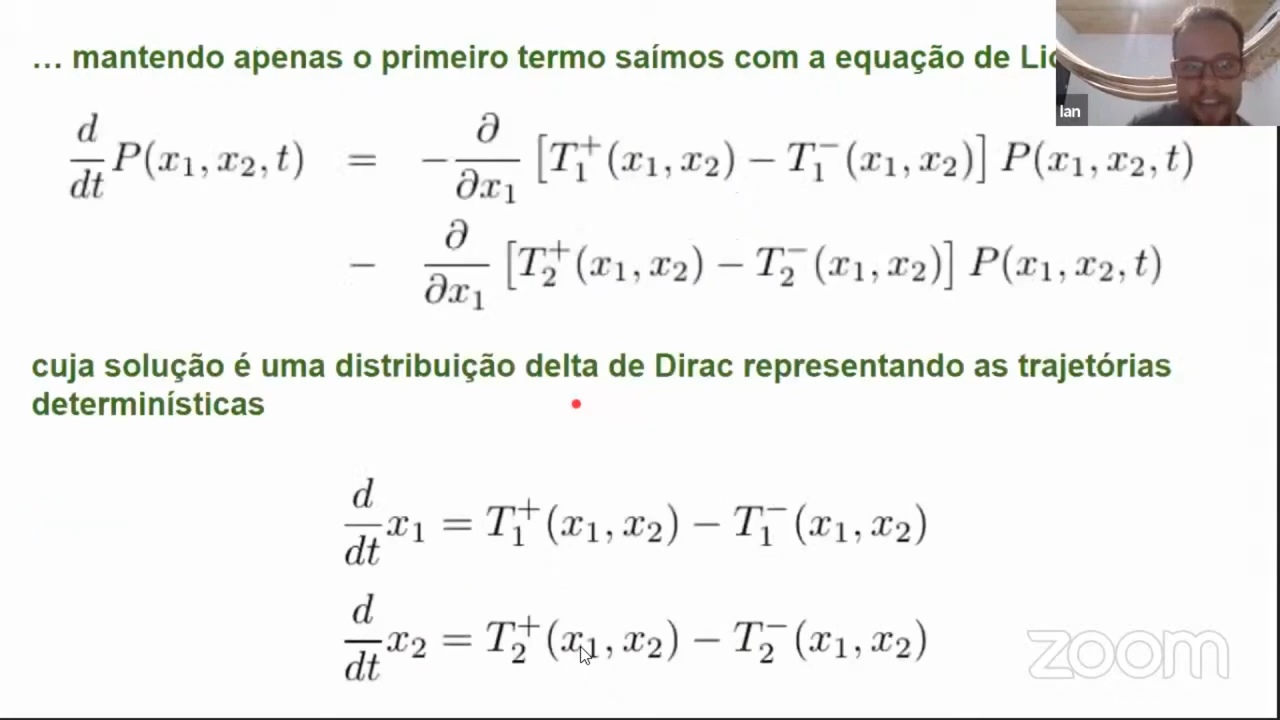 ... mantendo apenas o primeiro termo saímos com a equação de
Ian
d/dt P(x₁, x₂, t) = −∂/∂x₁ [T₁⁺(x₁, x₂) − T₁⁻(x₁, x₂)] P(x₁, x₂, t)
− ∂/∂x₁ [T₂⁺(x₁, x₂) − T₂⁻(x₁, x₂)] P(x₁, x₂, t)
cuja solução é uma distribuição delta de Dirac representando as trajetórias
determinísticas
d/dt x₁ = T₁⁺(x₁, x₂) − T₁⁻(x₁, x₂)
d/dt x₂ = T₂⁺(x₁, x₂) − T₂⁻(x₁, x₂)
zoom